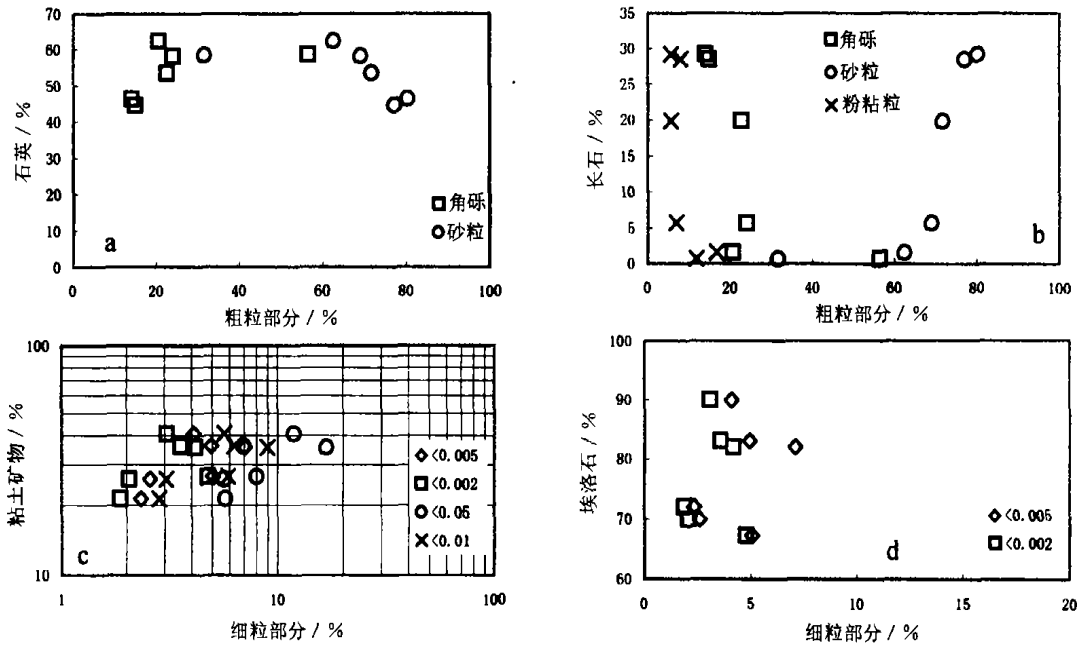 70
60
50
40
30
20
10
0
石英 / %
角砾
砂粒
a
0 20 40 60 80 100
粗粒部分 / %
35
30
25
20
15
10
5
0
长石 / %
角砾
砂粒
粉粘粒
b
0 20 40 60 80 100
粗粒部分 / %
100
10
粘土矿物 / %
<0.005
<0.002
<0.05
<0.01
c
1 10 100
细粒部分 / %
100
90
80
70
60
埃洛石 / %
<0.005
<0.002
d
0 5 10 15 20
细粒部分 / %